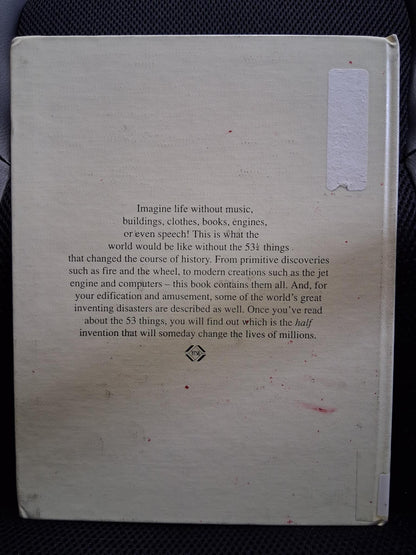 Imagine life without music,
buildings, clothes, books, engines,
or even speech! This is what the
world would be like without the 53½ things
that changed the course of history. From primitive discoveries
such as fire and the wheel, to modern creations such as the jet
engine and computers – this book contains them all. And, for
your edification and amusement, some of the world's great
inventing disasters are described as well. Once you've read
about the 53 things, you will find out which is the half
invention that will someday change the lives of millions.